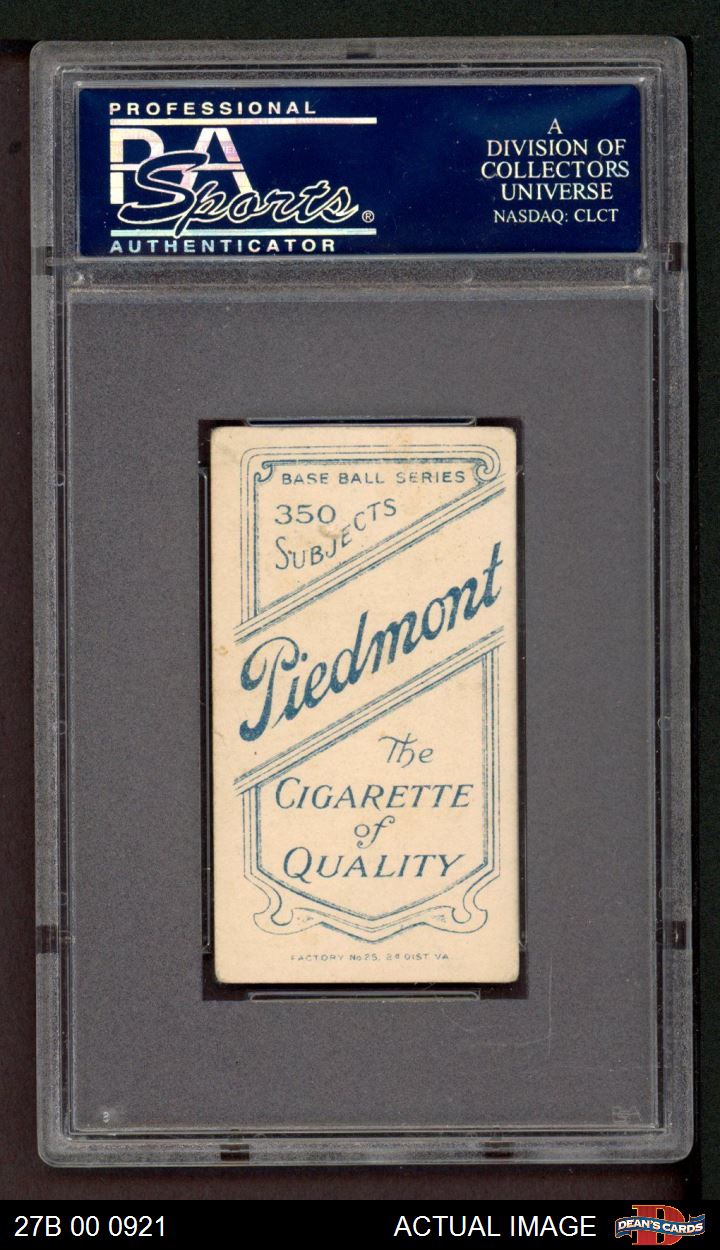 PROFESSIONAL
PSA
Sports®
AUTHENTICATOR
A
DIVISION OF
COLLECTORS
UNIVERSE
NASDAQ: CLCT
BASE BALL SERIES
350
SUBJECTS
Piedmont
The
CIGARETTE
of
QUALITY
FACTORY No 25, 2d DIST VA.
27B 00 0921
ACTUAL IMAGE
DEAN'S CARDS